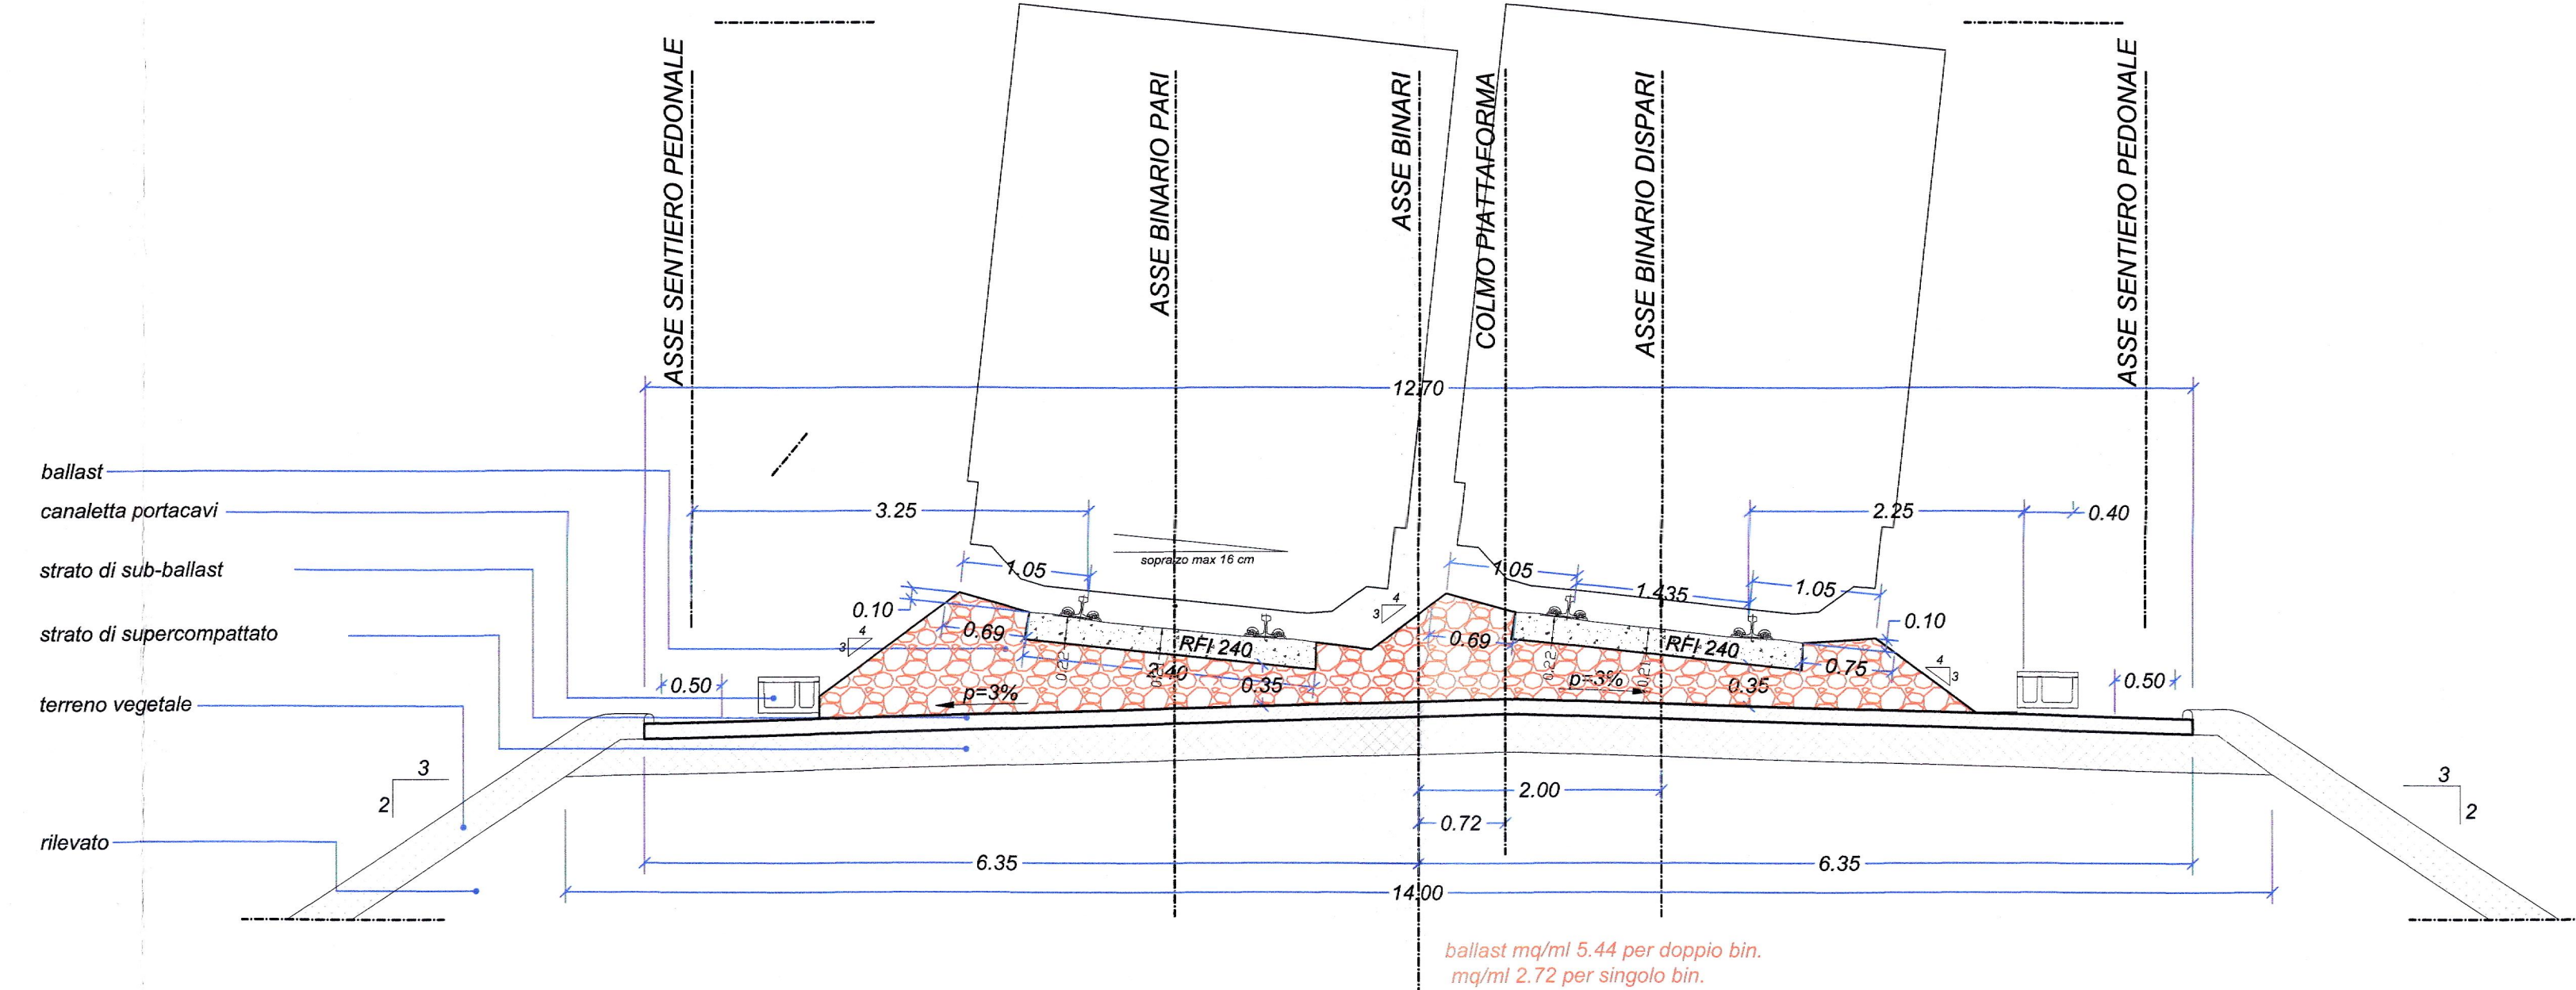 ASSE SENTIERO PEDONALE
ASSE BINARIO PARI
ASSE BINARI
COLMO PIATTAFORMA
ASSE BINARIO DISPARI
ASSE SENTIERO PEDONALE
12.70
ballast
canaletta portacavi
strato di sub-ballast
strato di supercompattato
terreno vegetale
rilevato
3.25
2.25
0.40
sopralzo max 16 cm
1.05
1.05
1.435
1.05
0.10
0.10
4
3
4
3
4
3
0.69
0.69
0.75
RFI 240
RFI 240
0.22
2.40
0.35
0.22
0.21
0.35
p=3%
p=3%
0.50
0.50
3
2
3
2
2.00
0.72
6.35
6.35
14.00
ballast mq/ml 5.44 per doppio bin.
mq/ml 2.72 per singolo bin.